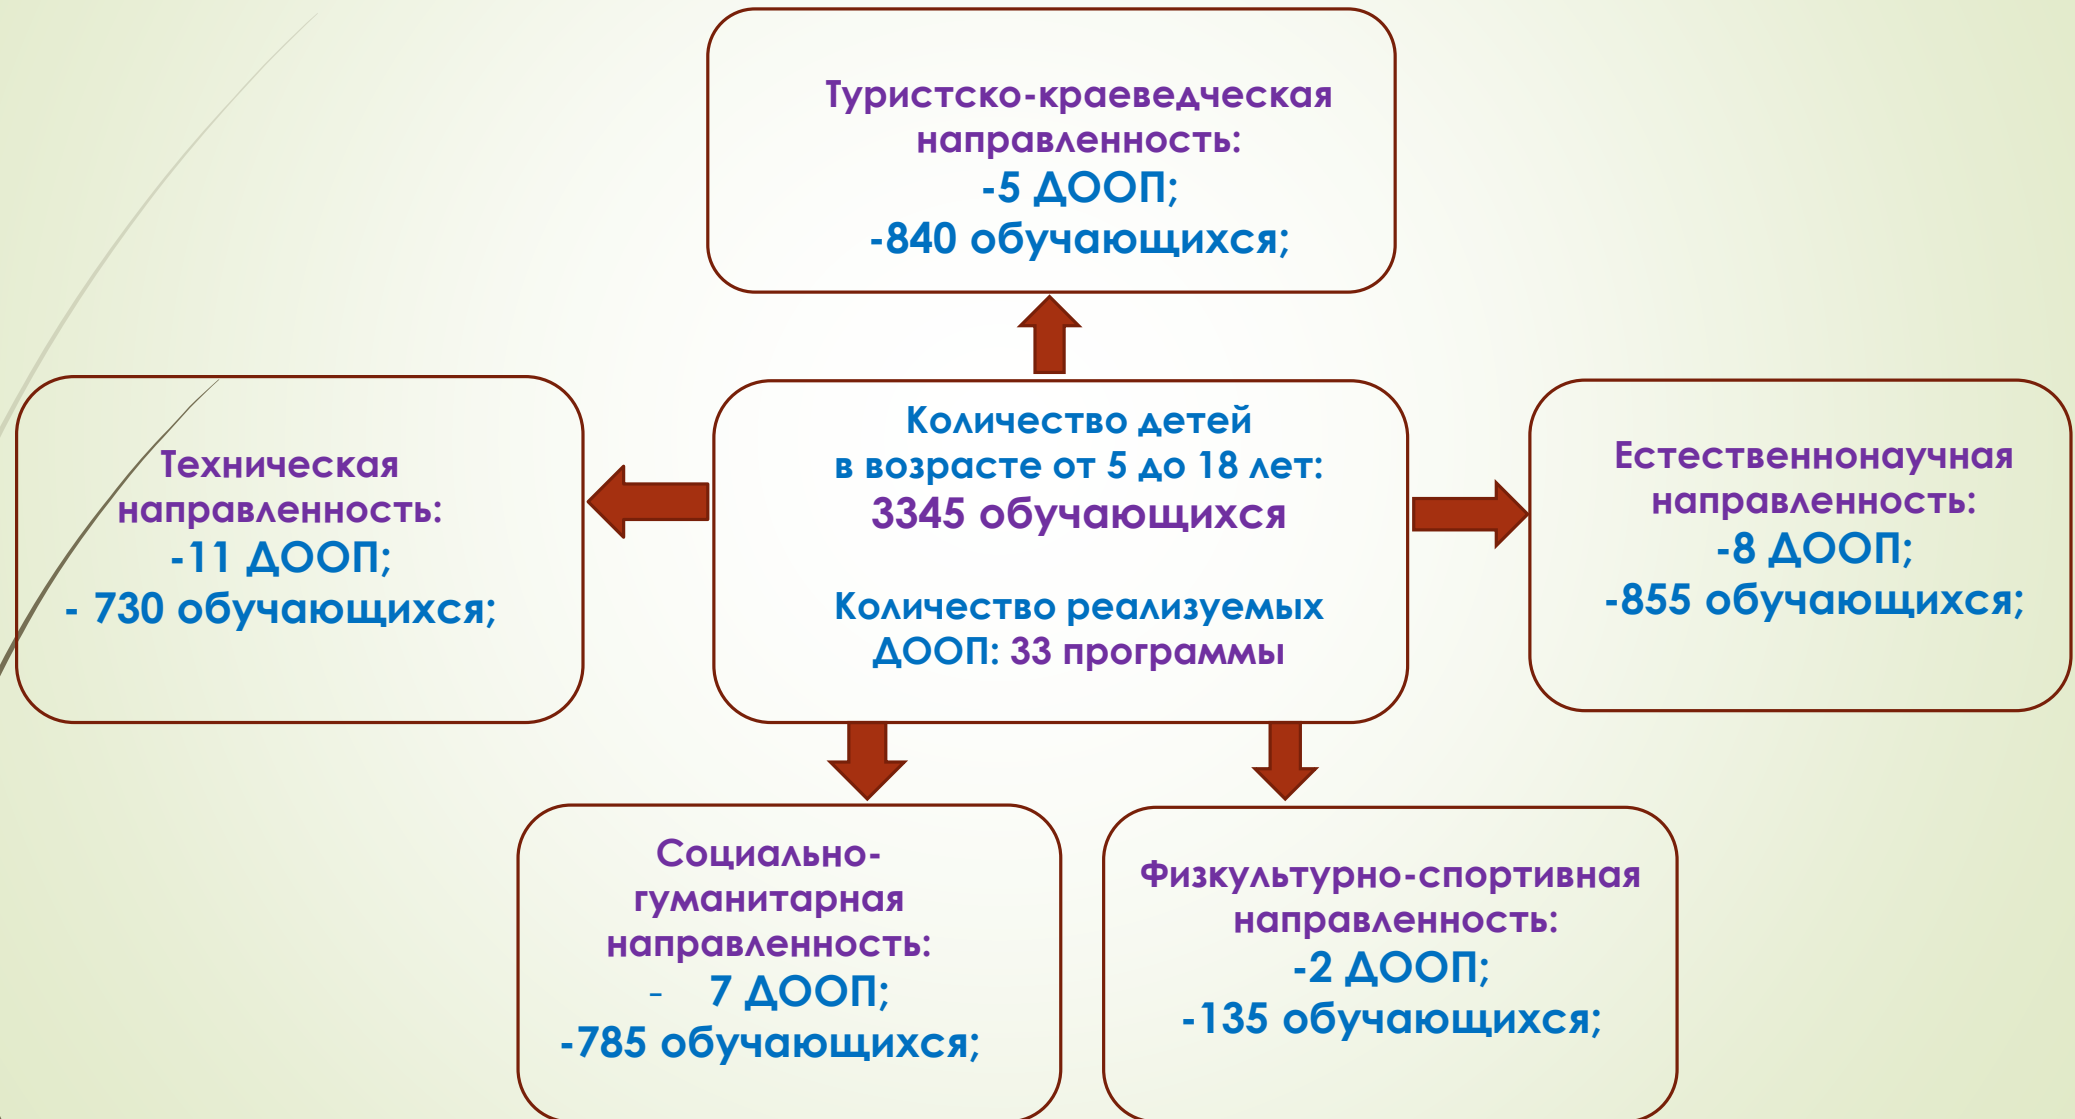 Туристско-краеведческая
направленность:
-5 ДООП;
-840 обучающихся;
Техническая
направленность:
-11 ДООП;
- 730 обучающихся;
Количество детей
в возрасте от 5 до 18 лет:
3345 обучающихся
Количество реализуемых
ДООП: 33 программы
Естественнонаучная
направленность:
-8 ДООП;
-855 обучающихся;
Социально-
гуманитарная
направленность:
- 7 ДООП;
-785 обучающихся;
Физкультурно-спортивная
направленность:
-2 ДООП;
-135 обучающихся;